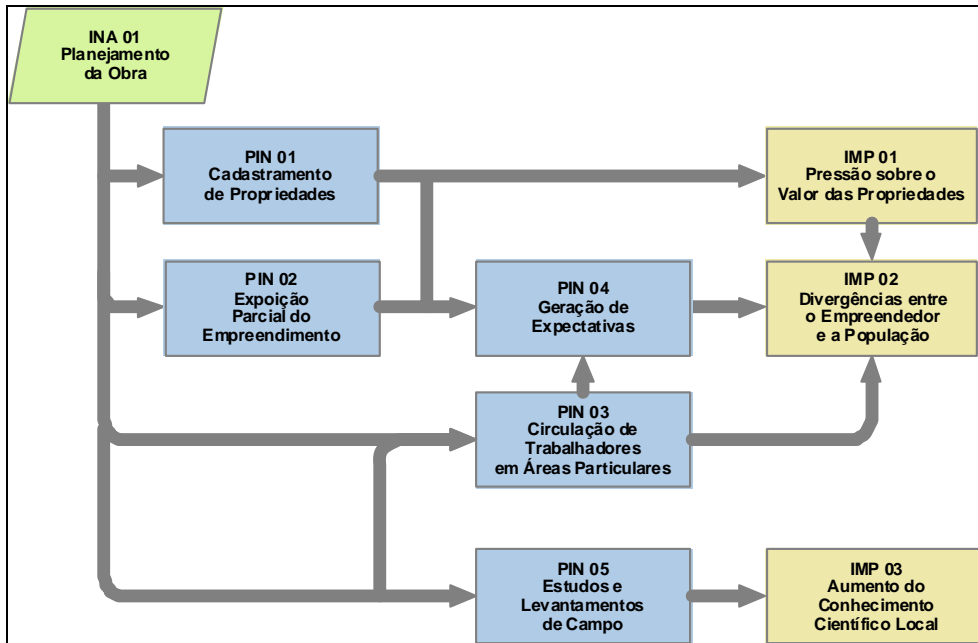 INA 01
Planejamento
da Obra
PIN 01
Cadastramento
de Propriedades
IMP 01
Pressão sobre o
Valor das Propriedades
PIN 02
Expoição
Parcial do
Empreendimento
PIN 04
Geração de
Expectativas
IMP 02
Divergências entre
o Empreendedor
e a População
PIN 03
Circulação de
Trabalhadores
em Áreas Particulares
PIN 05
Estudos e
Levantamentos
de Campo
IMP 03
Aumento do
Conhecimento
Científico Local